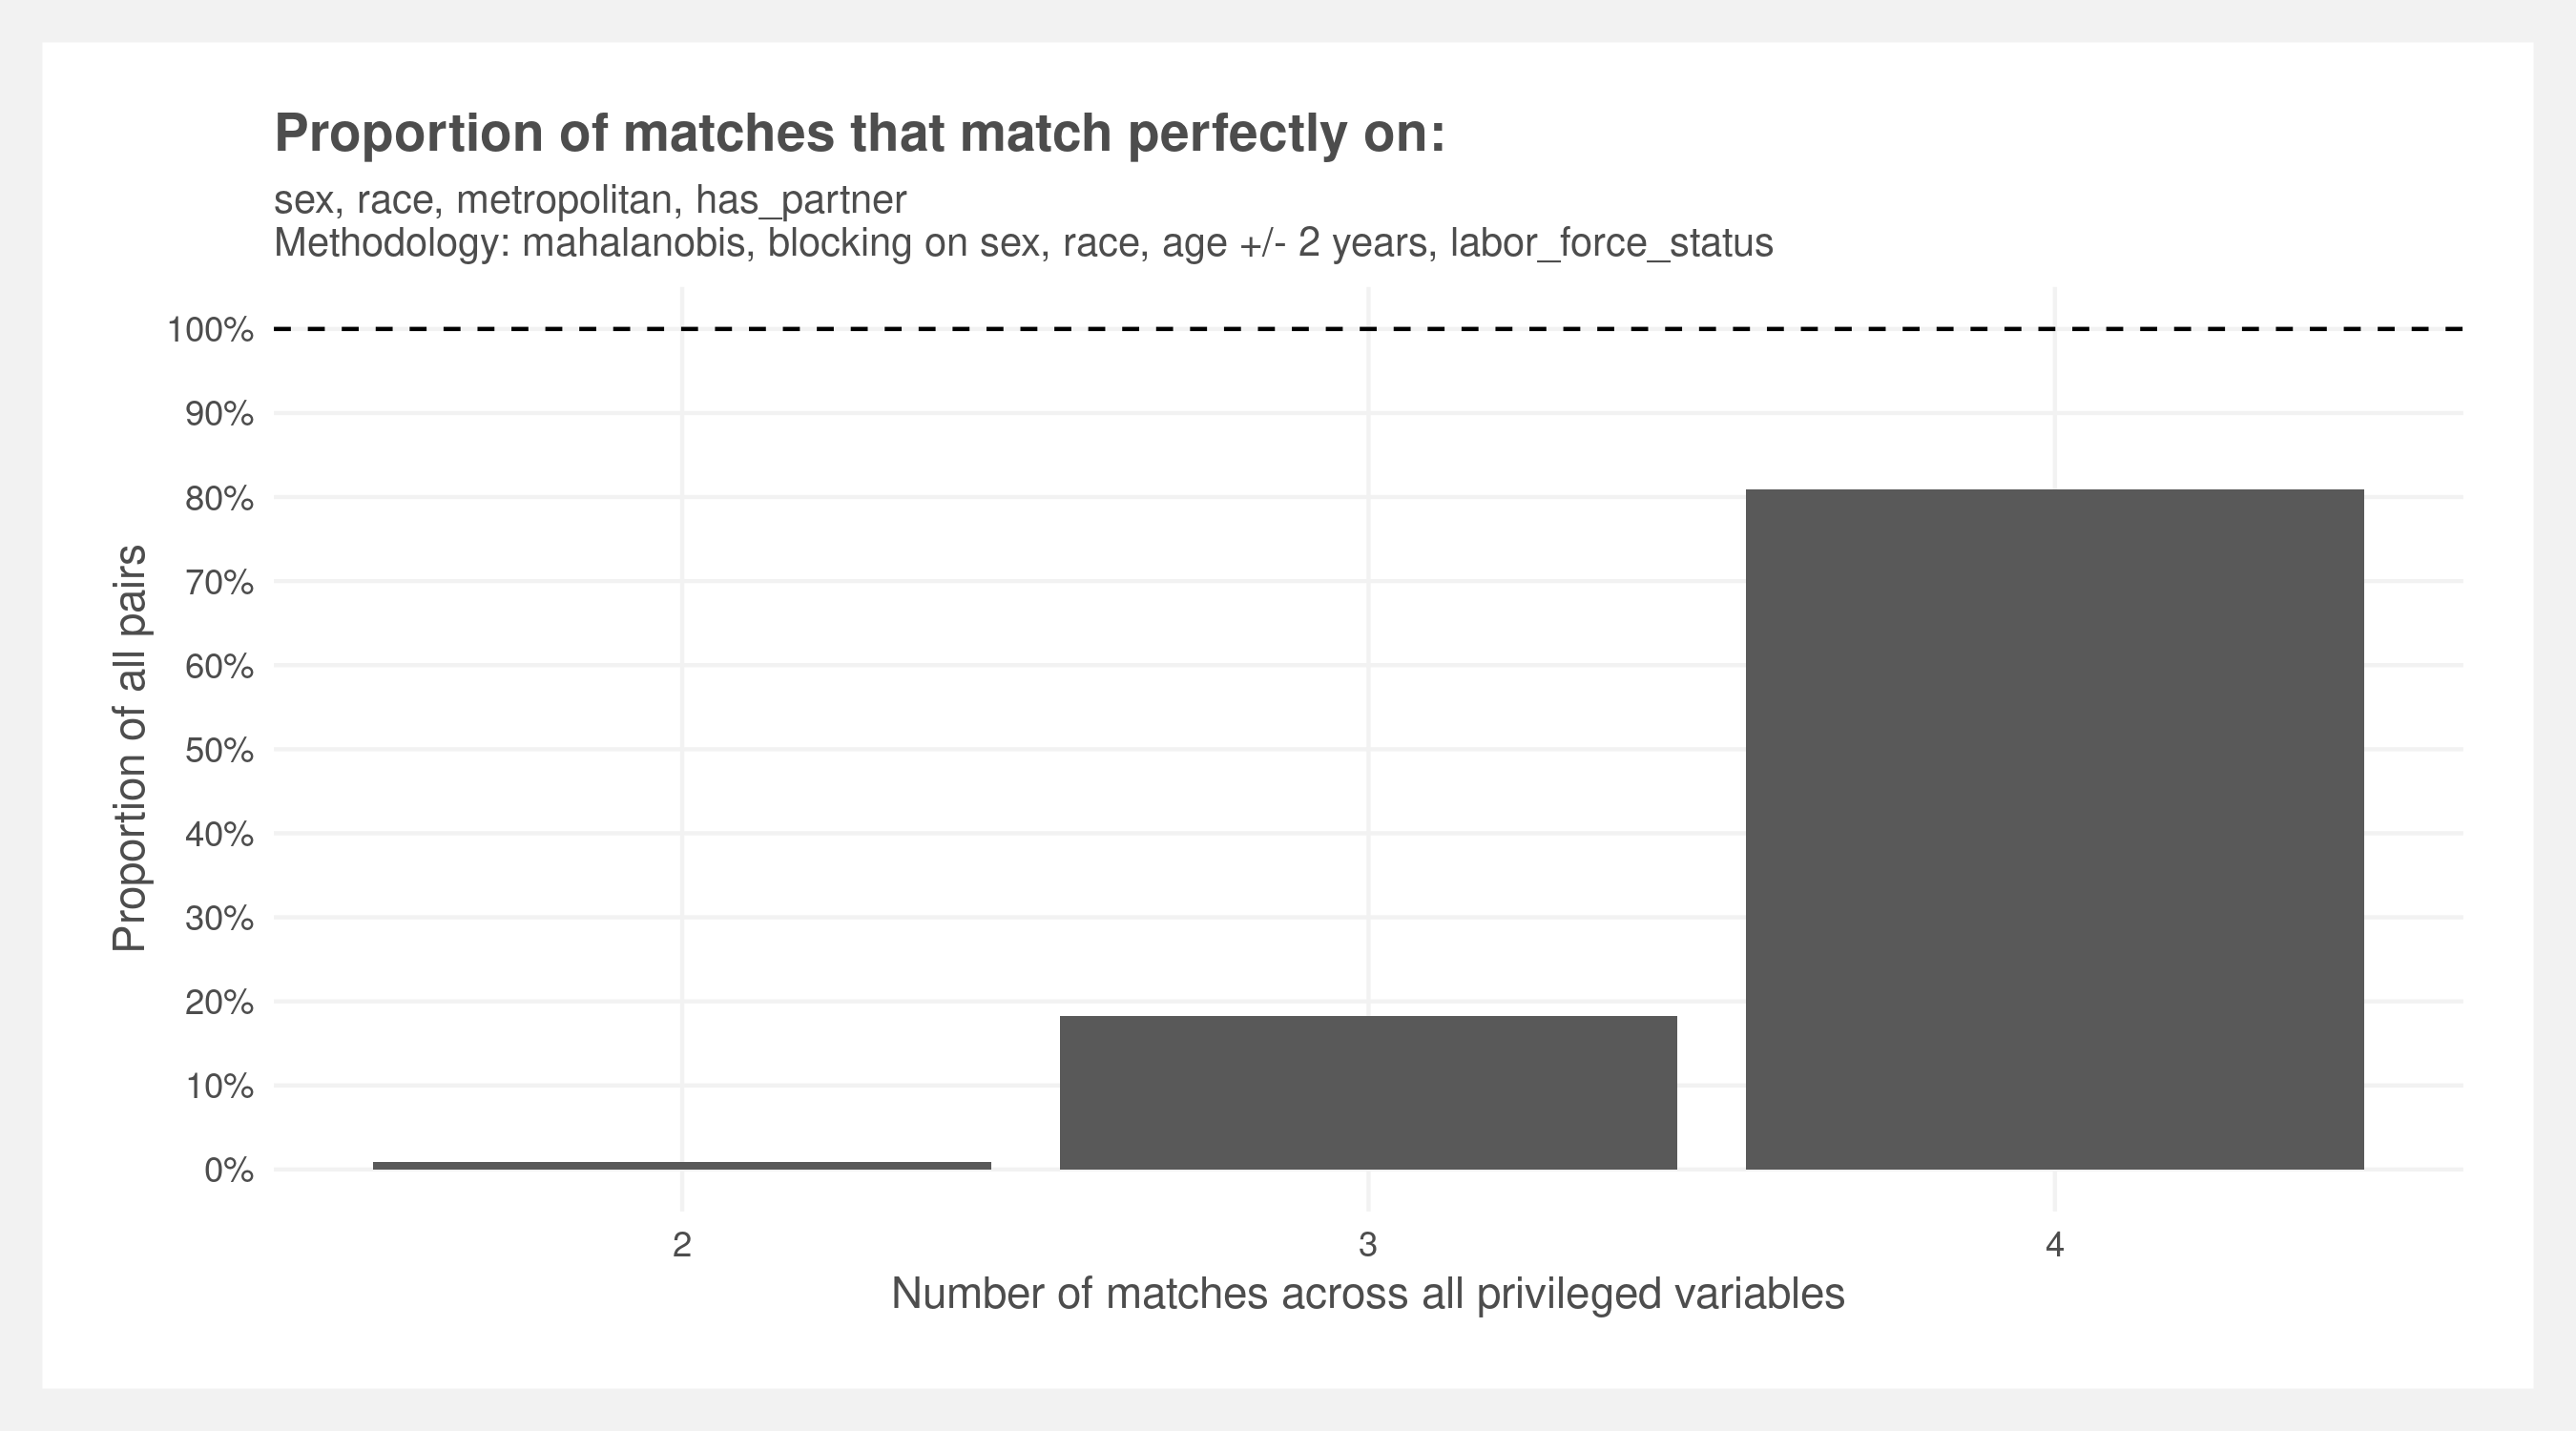 Proportion of matches that match perfectly on:
sex, race, metropolitan, has_partner
Methodology: mahalanobis, blocking on sex, race, age +/- 2 years, labor_force_status
Proportion of all pairs
100%
90%
80%
70%
60%
50%
40%
30%
20%
10%
0%
2 3 4
Number of matches across all privileged variables